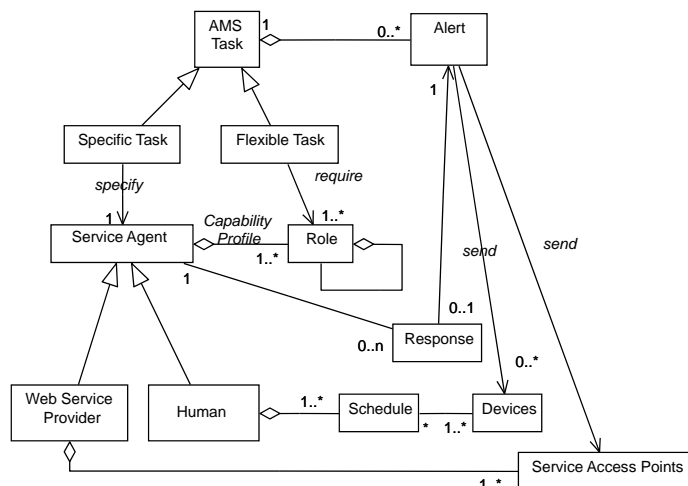 AMS
Task
1
0..*
Alert
1
Specific Task
Flexible Task
specify
require
1
Capability
Profile
1..*
Service Agent
Role
1..*
send
send
1
0..1
0..n
Response
0..*
Web Service
Provider
Human
1..*
Schedule
*
1..*
Devices
1..*
Service Access Points